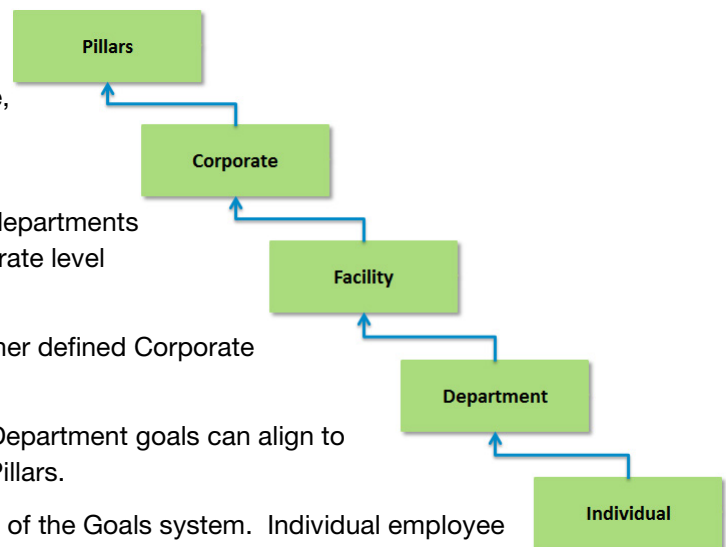 Pillars
Corporate
departments
rate level
Facility
ner defined Corporate
Department
Department goals can align to
Pillars.
of the Goals system.  Individual employee
Individual